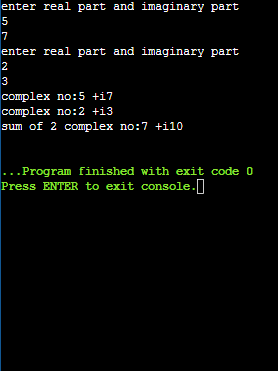 enter real part and imaginary part
5
7
enter real part and imaginary part
2
3
complex no:5 +i7
complex no:2 +i3
sum of 2 complex no:7 +i10
...Program finished with exit code 0
Press ENTER to exit console.